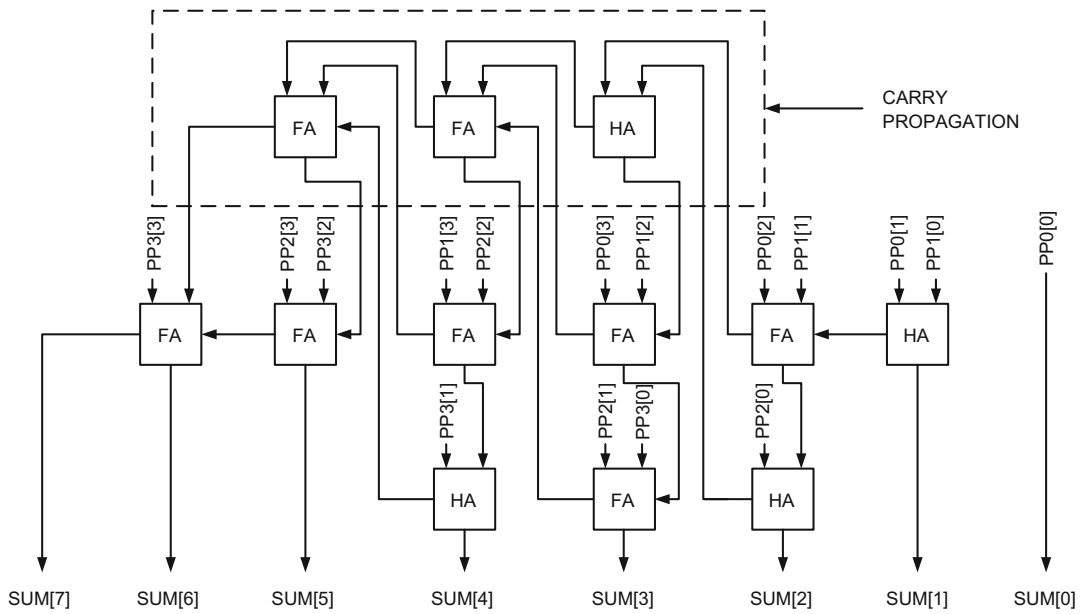 FA
FA
HA
CARRY
PROPAGATION
PP3[3]
PP2[3]
PP3[2]
PP1[3]
PP2[2]
PP0[3]
PP1[2]
PP0[2]
PP1[1]
PP0[1]
PP1[0]
PP0[0]
FA
FA
FA
FA
FA
HA
PP3[1]
PP2[1]
PP3[0]
PP2[0]
HA
FA
HA
SUM[7]
SUM[6]
SUM[5]
SUM[4]
SUM[3]
SUM[2]
SUM[1]
SUM[0]